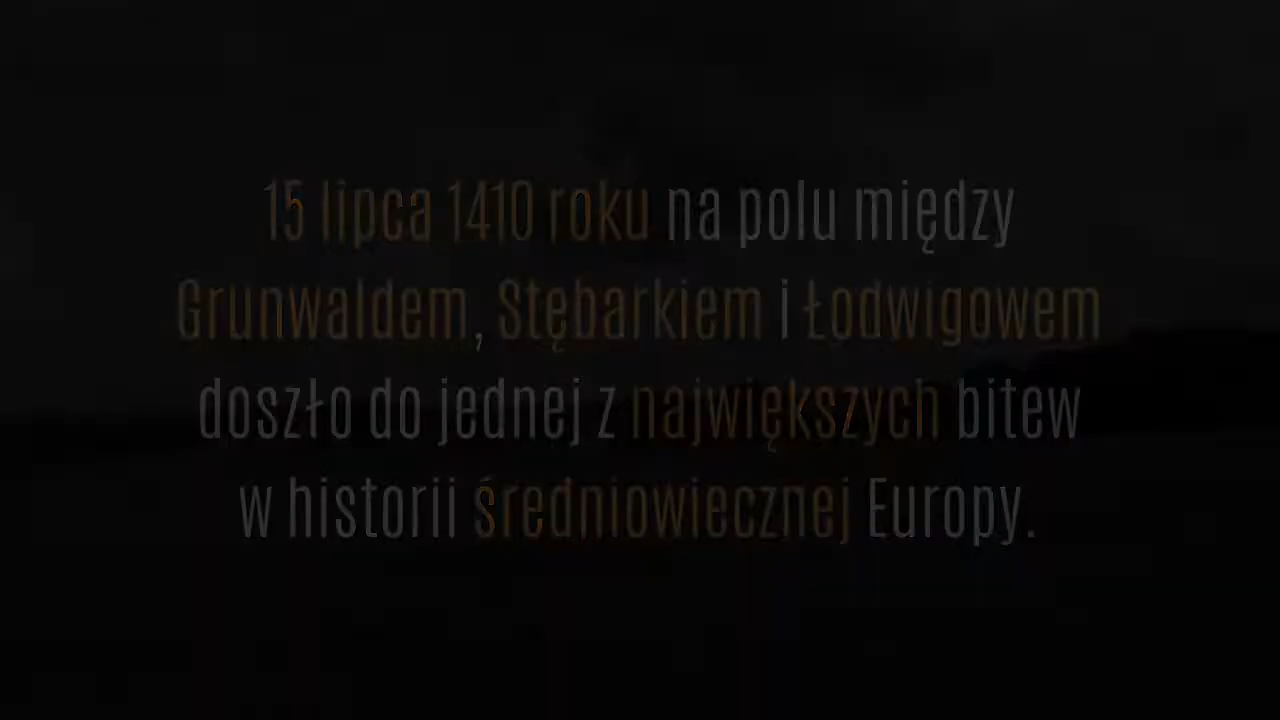 15 lipca 1410 roku na polu między
Grunwaldem, Stębarkiem i Łodwigowem
doszło do jednej z największych bitew
w historii średniowiecznej Europy.